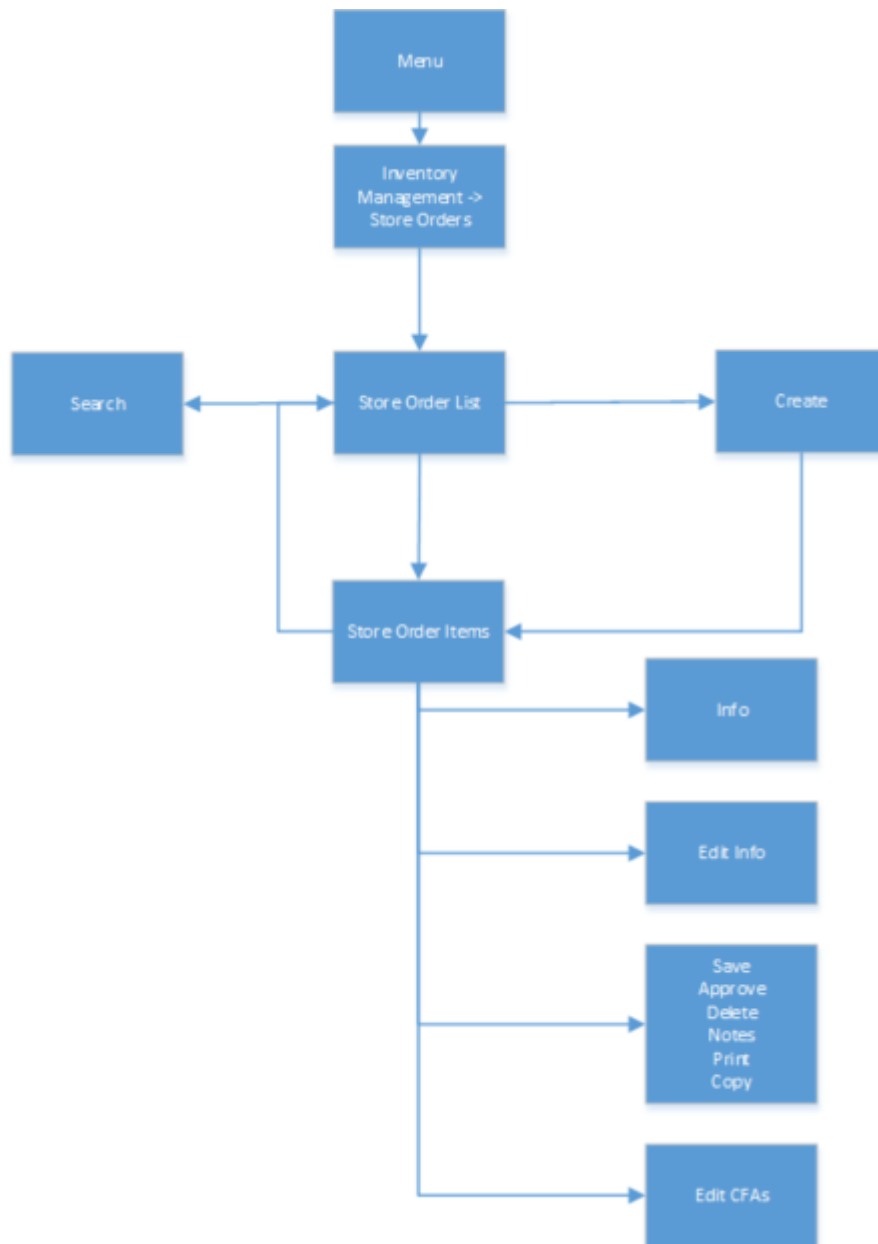 Menu
Inventory
Management ->
Store Orders
Search
Store Order List
Create
Store Order Items
Info
Edit Info
Save
Approve
Delete
Notes
Print
Copy
Edit CFAs